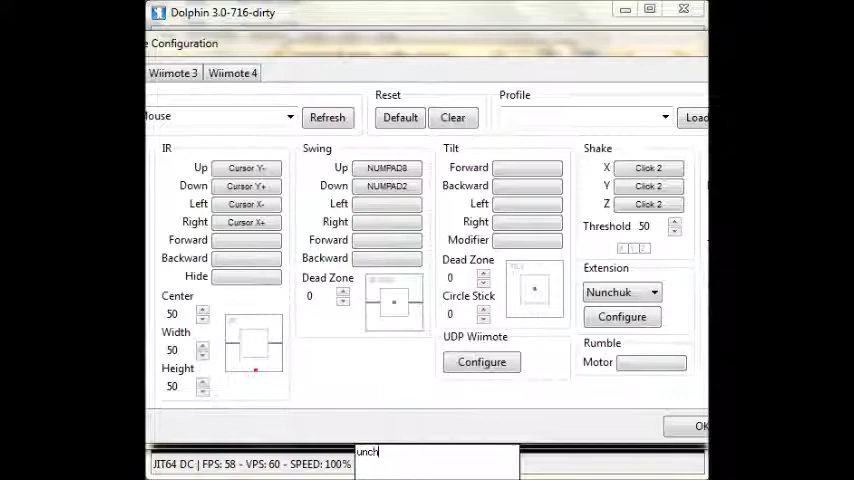 Dolphin 3.0-716-dirty
e Configuration
Wiimote 3 Wiimote 4
Reset Profile
Mouse Refresh Default Clear Load
IR Swing Tilt Shake
Up Cursor Y- Up NUMPAD8 Forward X Click 2
Down Cursor Y+ Down NUMPAD2 Backward Y Click 2
Left Cursor X- Left Left Z Click 2
Right Cursor X+ Right Right Threshold 50
Forward Forward Modifier
Backward Backward Dead Zone
Hide Dead Zone 0 Extension
Center 0 Circle Stick Nunchuk
50 0 Configure
Width UDP Wiimote Rumble
50 Configure Motor
Height
50
OK
unch
JIT64 DC | FPS: 58 - VPS: 60 - SPEED: 100%